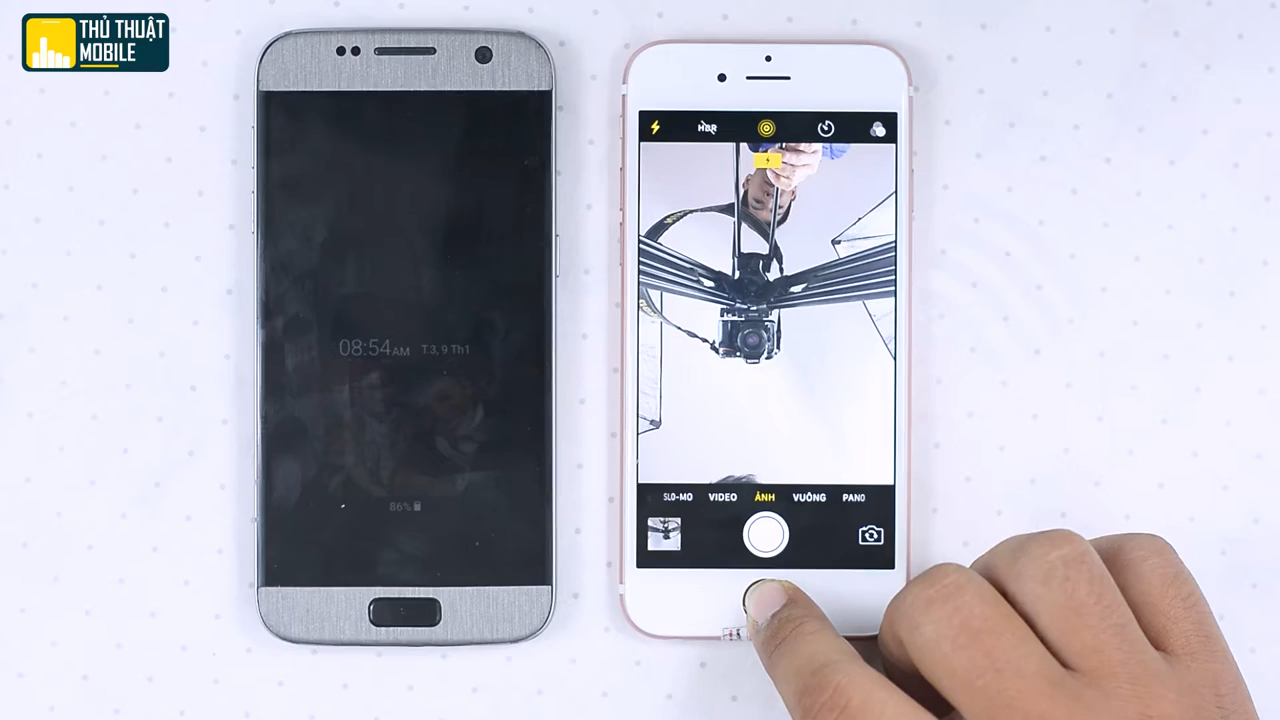 THỦ THUẬT
MOBILE
08:54AM T.3, 9 Th1
86%
HDR
SLO-MO VIDEO ẢNH VUÔNG PANO